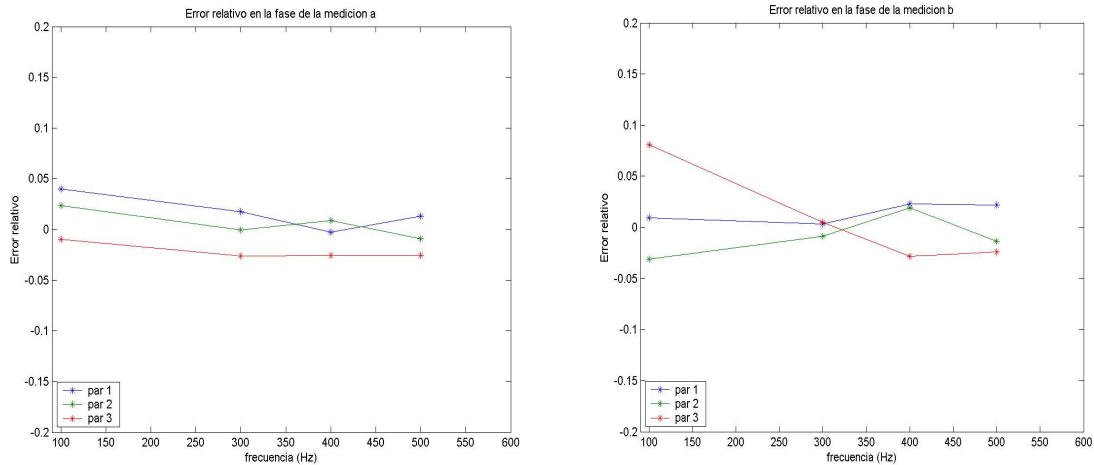 Error relativo en la fase de la medicion a
0.2
0.15
0.1
0.05
0
-0.05
-0.1
-0.15
-0.2
Error relativo
par 1
par 2
par 3
100 150 200 250 300 350 400 450 500 550 600
frecuencia (Hz)
Error relativo en la fase de la medicion b
0.2
0.15
0.1
0.05
0
-0.05
-0.1
-0.15
-0.2
Error relativo
par 1
par 2
par 3
100 150 200 250 300 350 400 450 500 550 600
frecuencia (Hz)